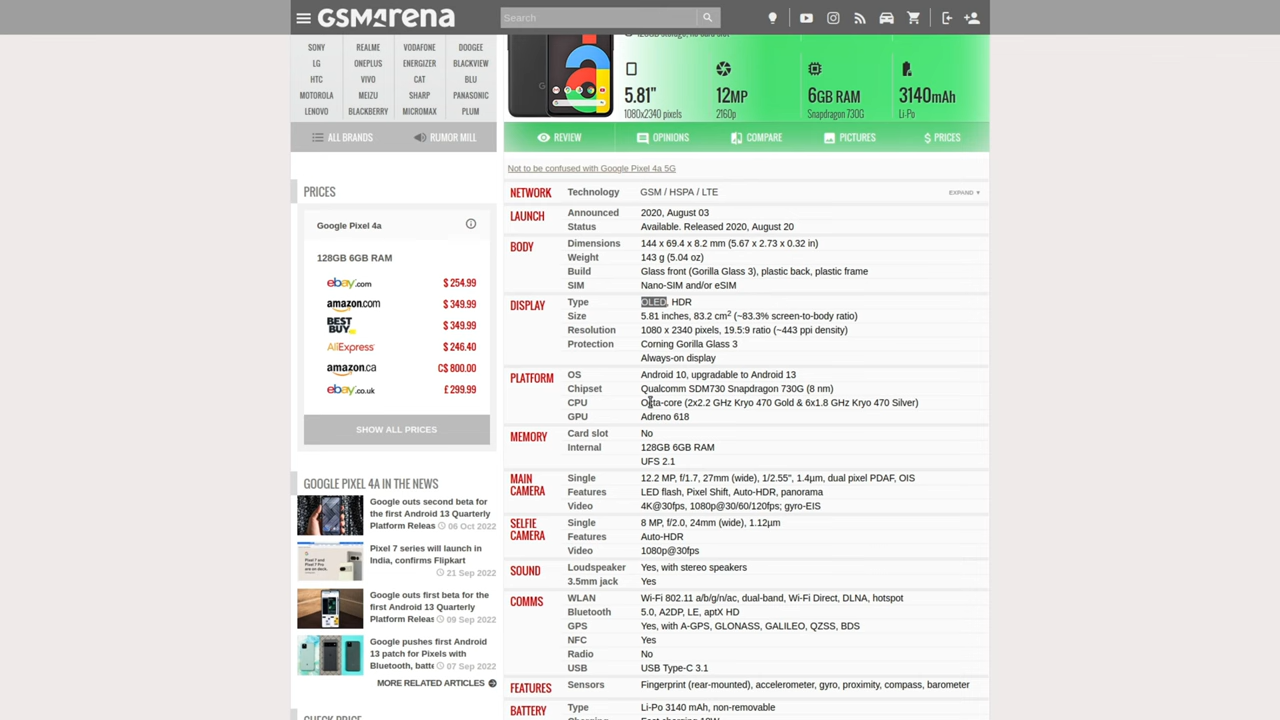 GSMArena
Search
SONY REALME VODAFONE DOOGEE
LG ONEPLUS ENERGIZER BLACKVIEW
HTC VIVO CAT BLU
MOTOROLA MEIZU SHARP PANASONIC
LENOVO BLACKBERRY MICROMAX PLUM
ALL BRANDS RUMOR MILL
5.81" 12MP 6GB RAM 3140mAh
1080x2340 pixels 2160p Snapdragon 730G Li-Po
REVIEW OPINIONS COMPARE PICTURES PRICES
Not to be confused with Google Pixel 4a 5G
PRICES
Google Pixel 4a
128GB 6GB RAM
ebay.com $ 254.99
amazon.com $ 349.99
BEST BUY $ 349.99
AliExpress $ 246.40
amazon.ca C$ 800.00
ebay.co.uk £ 299.99
SHOW ALL PRICES
GOOGLE PIXEL 4A IN THE NEWS
Google outs second beta for
the first Android 13 Quarterly
Platform Releas 06 Oct 2022
Pixel 7 series will launch in
India, confirms Flipkart
21 Sep 2022
Google outs first beta for the
first Android 13 Quarterly
Platform Releas 09 Sep 2022
Google pushes first Android
13 patch for Pixels with
Bluetooth, batte 07 Sep 2022
MORE RELATED ARTICLES
NETWORK Technology GSM / HSPA / LTE EXPAND ▼
LAUNCH Announced 2020, August 03
Status Available. Released 2020, August 20
BODY Dimensions 144 x 69.4 x 8.2 mm (5.67 x 2.73 x 0.32 in)
Weight 143 g (5.04 oz)
Build Glass front (Gorilla Glass 3), plastic back, plastic frame
SIM Nano-SIM and/or eSIM
DISPLAY Type OLED, HDR
Size 5.81 inches, 83.2 cm2 (~83.3% screen-to-body ratio)
Resolution 1080 x 2340 pixels, 19.5:9 ratio (~443 ppi density)
Protection Corning Gorilla Glass 3
Always-on display
PLATFORM OS Android 10, upgradable to Android 13
Chipset Qualcomm SDM730 Snapdragon 730G (8 nm)
CPU Octa-core (2x2.2 GHz Kryo 470 Gold & 6x1.8 GHz Kryo 470 Silver)
GPU Adreno 618
MEMORY Card slot No
Internal 128GB 6GB RAM
UFS 2.1
MAIN CAMERA Single 12.2 MP, f/1.7, 27mm (wide), 1/2.55", 1.4µm, dual pixel PDAF, OIS
Features LED flash, Pixel Shift, Auto-HDR, panorama
Video 4K@30fps, 1080p@30/60/120fps; gyro-EIS
SELFIE CAMERA Single 8 MP, f/2.0, 24mm (wide), 1.12µm
Features Auto-HDR
Video 1080p@30fps
SOUND Loudspeaker Yes, with stereo speakers
3.5mm jack Yes
COMMS WLAN Wi-Fi 802.11 a/b/g/n/ac, dual-band, Wi-Fi Direct, DLNA, hotspot
Bluetooth 5.0, A2DP, LE, aptX HD
GPS Yes, with A-GPS, GLONASS, GALILEO, QZSS, BDS
NFC Yes
Radio No
USB USB Type-C 3.1
FEATURES Sensors Fingerprint (rear-mounted), accelerometer, gyro, proximity, compass, barometer
BATTERY Type Li-Po 3140 mAh, non-removable